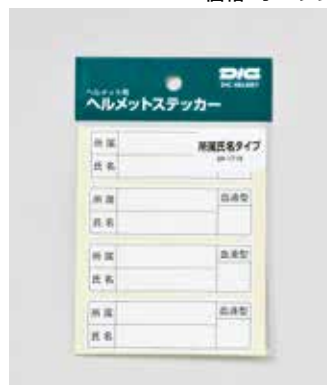 DIC
ヘルメット用
ヘルメットステッカー
所属氏名タイプ
所属
氏名
所属 血液型
氏名
所属 血液型
氏名
所属 血液型
氏名